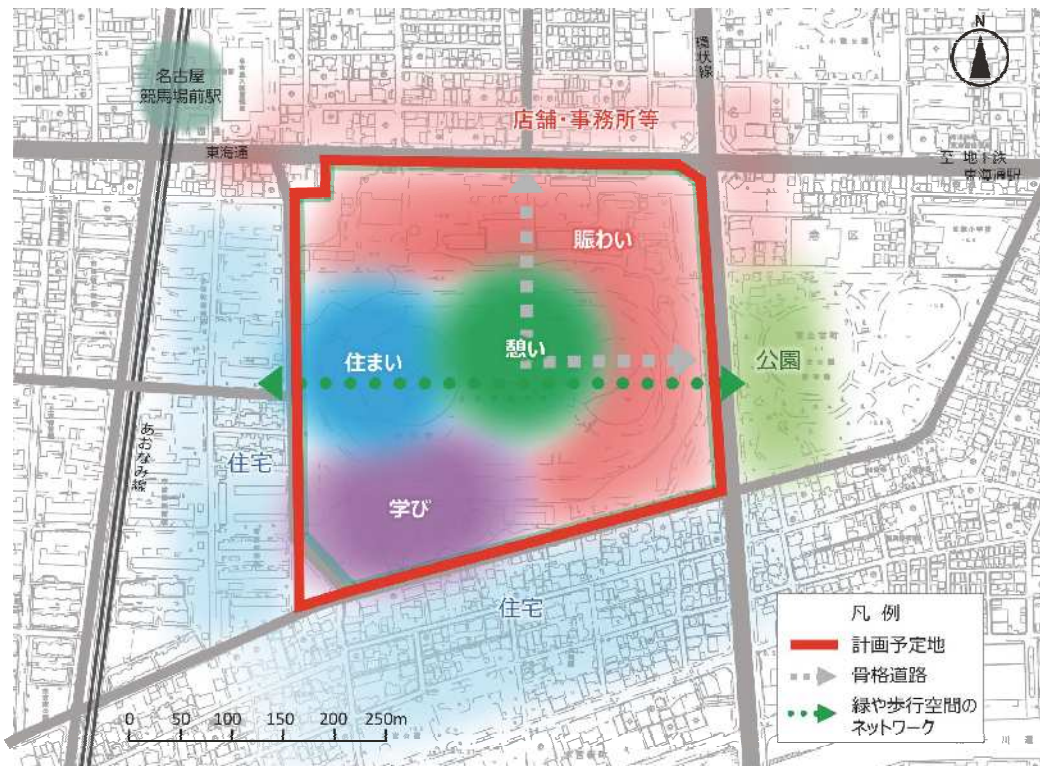 N
名古屋
競馬場前駅
環状線
店舗・事務所等
東海通
至 地下鉄
東海通駅
賑わい
港 区
憩い
住まい
公園
あおなみ線
住宅
学び
住宅
凡 例
計画予定地
骨格道路
緑や歩行空間の
ネットワーク
0 50 100 150 200 250m